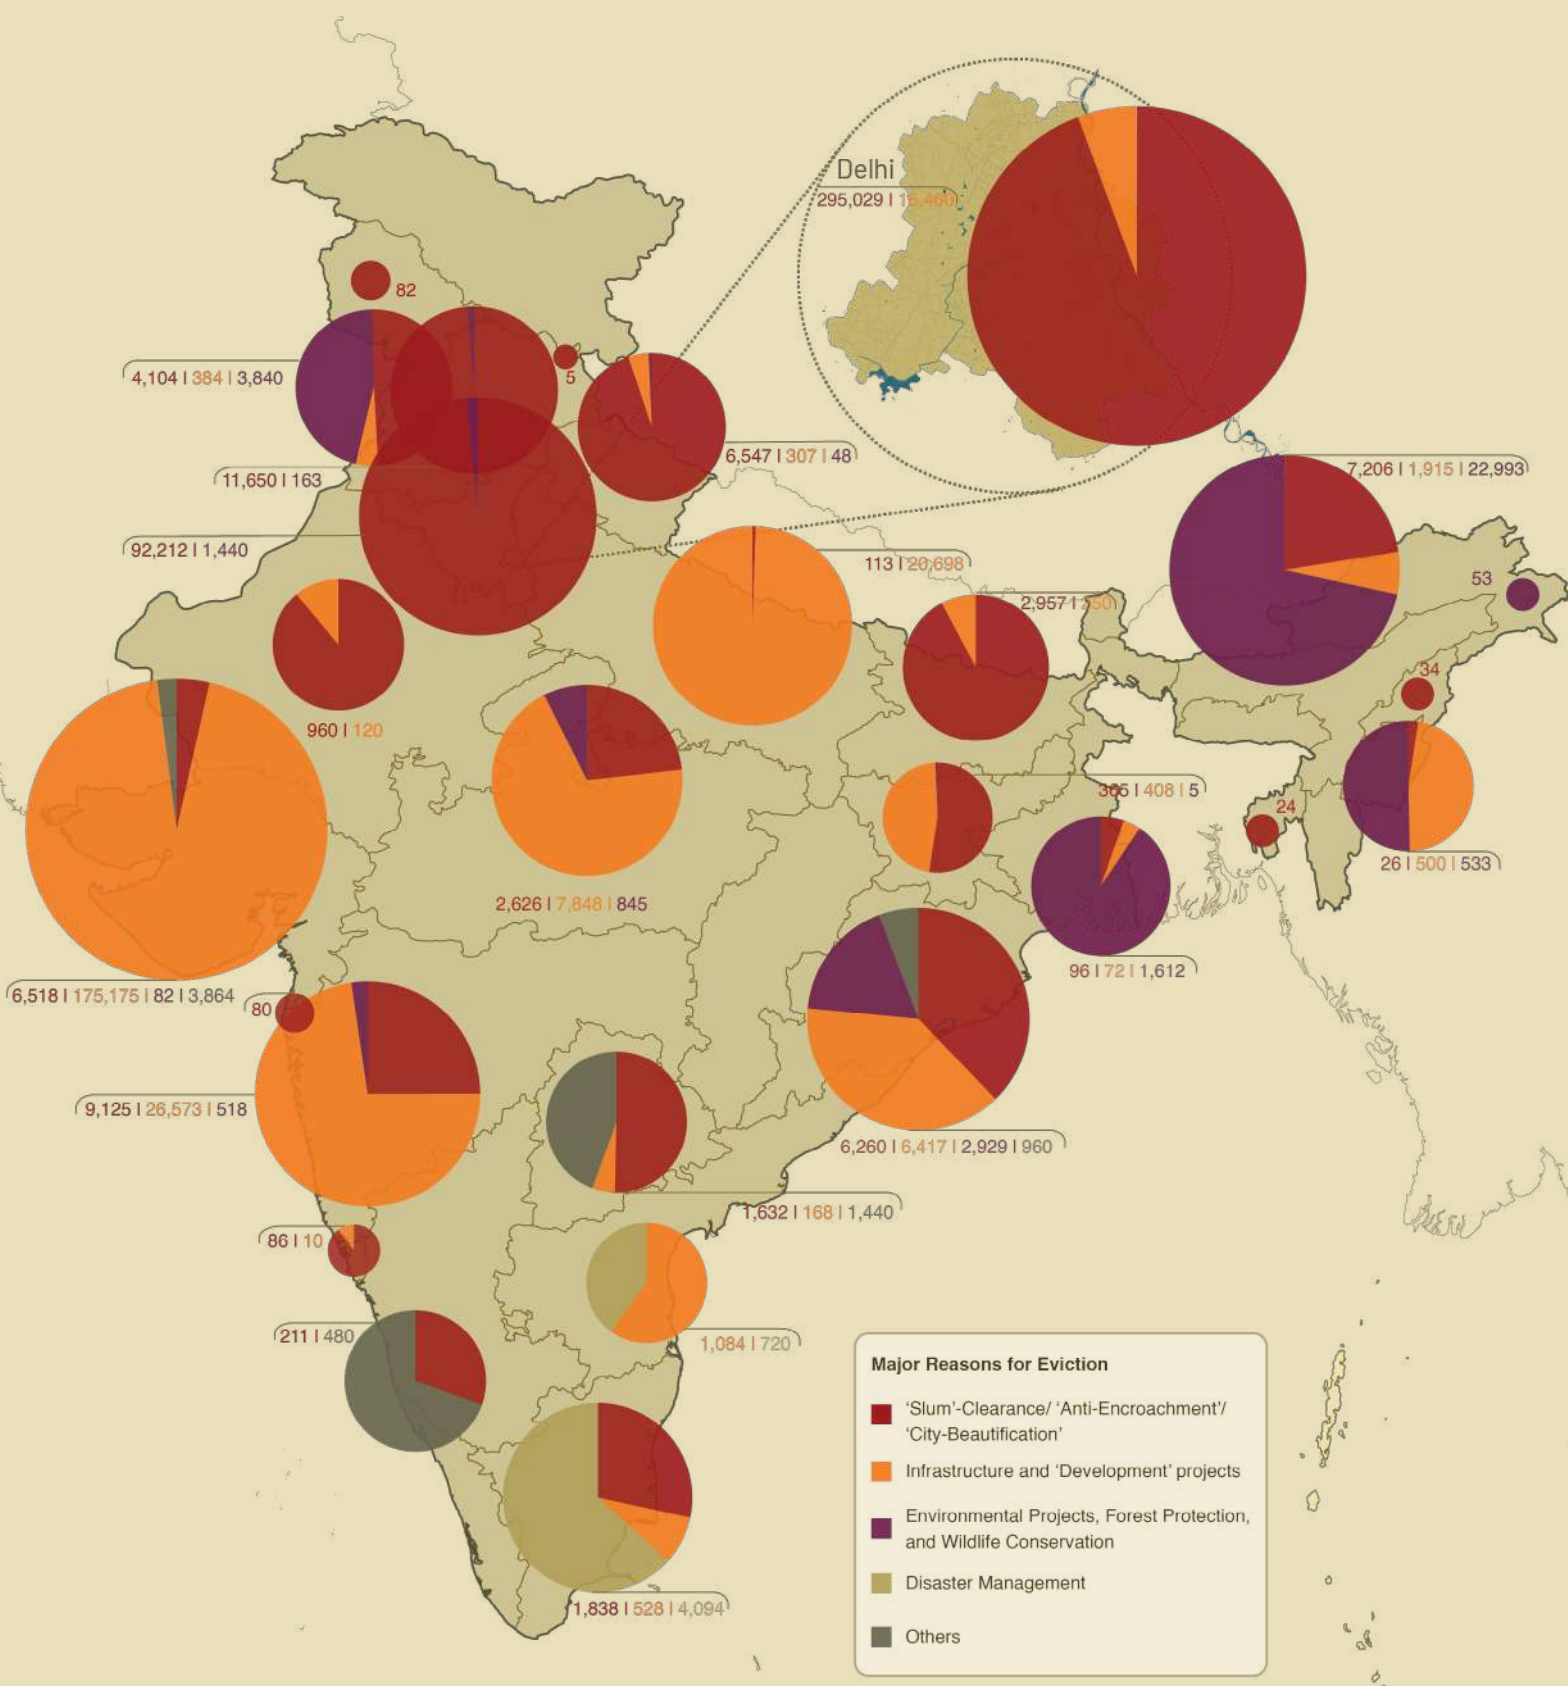 Delhi
295,029 | 16,460
82
4,104 | 384 | 3,840
5
6,547 | 307 | 48
11,650 | 163
7,206 | 1,915 | 22,993
92,212 | 1,440
113 | 20,698
53
2,957 | 250
34
960 | 120
365 | 408 | 5
24
26 | 500 | 533
2,626 | 7,848 | 845
96 | 72 | 1,612
6,518 | 175,175 | 82 | 3,864
80
9,125 | 26,573 | 518
6,260 | 6,417 | 2,929 | 960
1,632 | 168 | 1,440
86 | 10
211 | 480
1,084 | 720
1,838 | 528 | 4,094
Major Reasons for Eviction
‘Slum’-Clearance/ ‘Anti-Encroachment’/
‘City-Beautification’
Infrastructure and ‘Development’ projects
Environmental Projects, Forest Protection,
and Wildlife Conservation
Disaster Management
Others